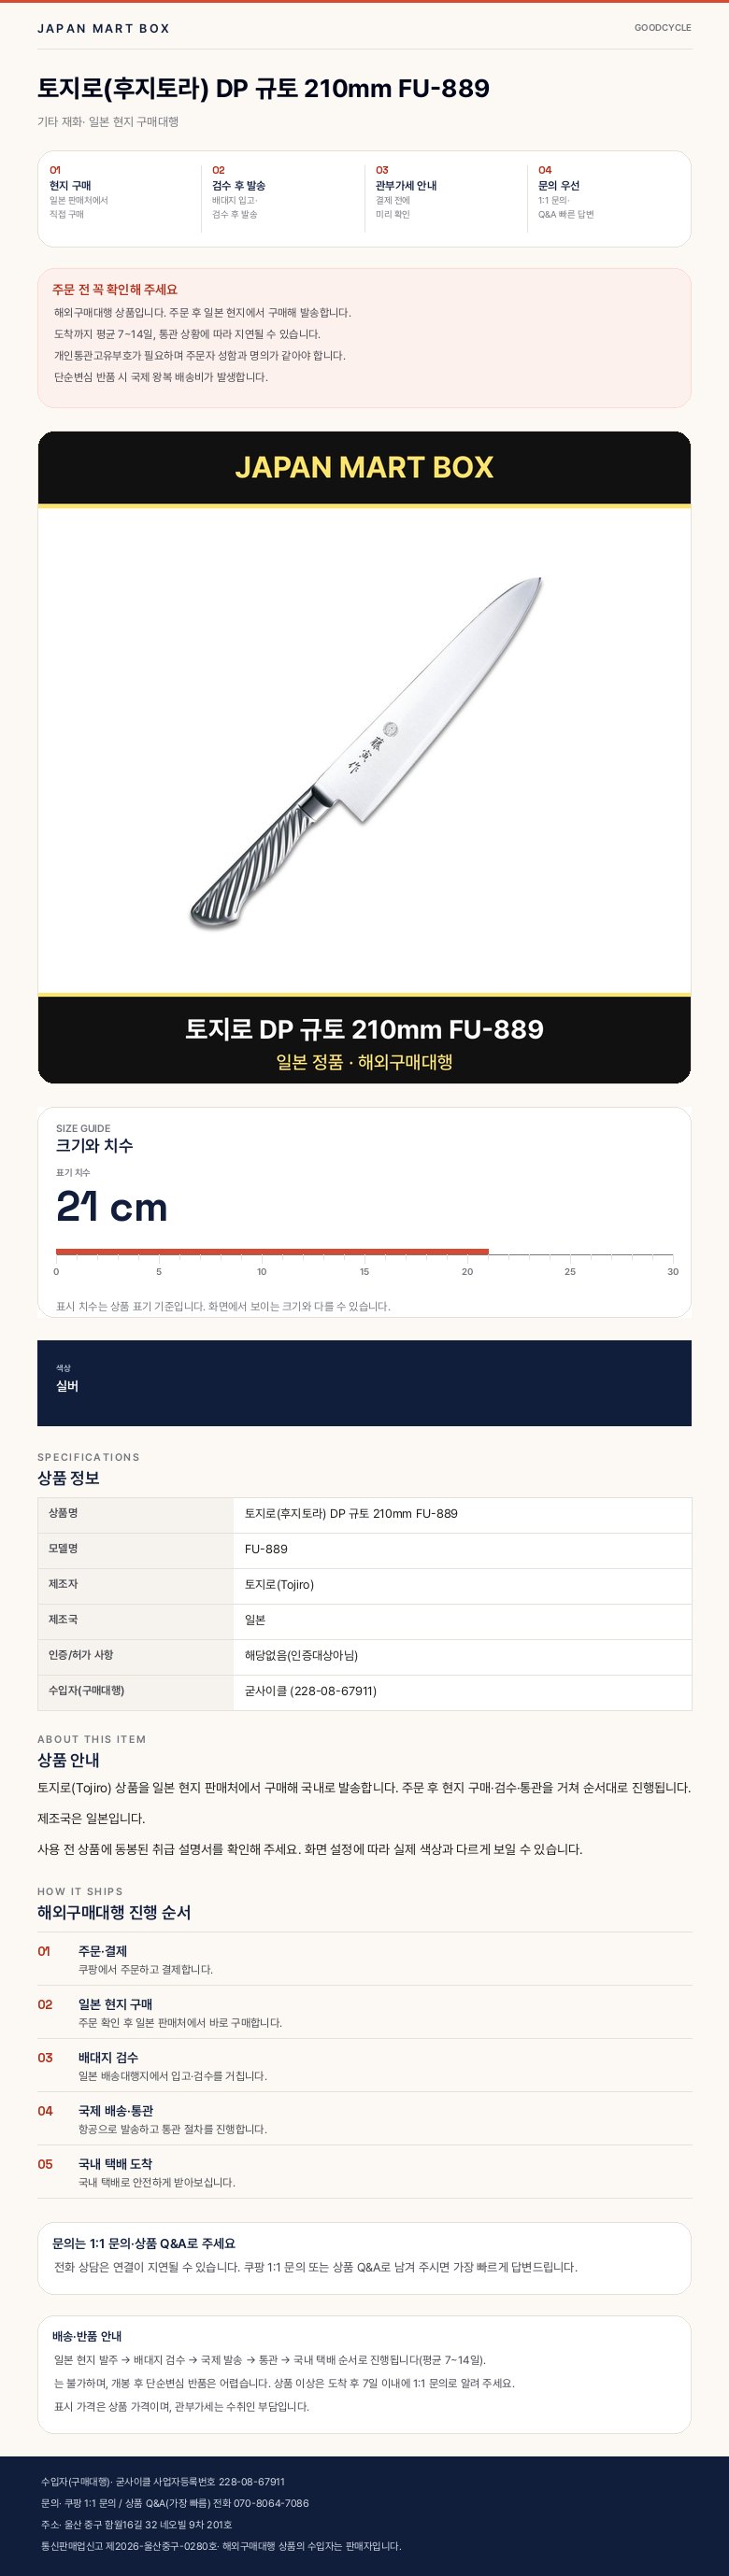 JAPAN MART BOX
GOODCYCLE
토지로(후지토라) DP 규토 210mm FU-889
기타 재화· 일본 현지 구매대행
01
현지 구매
일본 판매처에서
직접 구매
02
검수 후 발송
배대지 입고·
검수 후 발송
03
관부가세 안내
결제 전에
미리 확인
04
문의 우선
1:1 문의·
Q&A 빠른 답변
주문 전 꼭 확인해 주세요
해외구매대행 상품입니다. 주문 후 일본 현지에서 구매해 발송합니다.
도착까지 평균 7~14일, 통관 상황에 따라 지연될 수 있습니다.
개인통관고유부호가 필요하며 주문자 성함과 명의가 같아야 합니다.
단순변심 반품 시 국제 왕복 배송비가 발생합니다.
JAPAN MART BOX
藤寅作
토지로 DP 규토 210mm FU-889
일본 정품 · 해외구매대행
SIZE GUIDE
크기와 치수
표기 치수
21 cm
0 5 10 15 20 25 30
표시 치수는 상품 표기 기준입니다. 화면에서 보이는 크기와 다를 수 있습니다.
색상
실버
SPECIFICATIONS
상품 정보
상품명 토지로(후지토라) DP 규토 210mm FU-889
모델명 FU-889
제조자 토지로(Tojiro)
제조국 일본
인증/허가 사항 해당없음(인증대상아님)
수입자(구매대행) 굳사이클 (228-08-67911)
ABOUT THIS ITEM
상품 안내
토지로(Tojiro) 상품을 일본 현지 판매처에서 구매해 국내로 발송합니다. 주문 후 현지 구매·검수·통관을 거쳐 순서대로 진행됩니다.
제조국은 일본입니다.
사용 전 상품에 동봉된 취급 설명서를 확인해 주세요. 화면 설정에 따라 실제 색상과 다르게 보일 수 있습니다.
HOW IT SHIPS
해외구매대행 진행 순서
01 주문·결제
쿠팡에서 주문하고 결제합니다.
02 일본 현지 구매
주문 확인 후 일본 판매처에서 바로 구매합니다.
03 배대지 검수
일본 배송대행지에서 입고·검수를 거칩니다.
04 국제 배송·통관
항공으로 발송하고 통관 절차를 진행합니다.
05 국내 택배 도착
국내 택배로 안전하게 받아보십니다.
문의는 1:1 문의·상품 Q&A로 주세요
전화 상담은 연결이 지연될 수 있습니다. 쿠팡 1:1 문의 또는 상품 Q&A로 남겨 주시면 가장 빠르게 답변드립니다.
배송·반품 안내
일본 현지 발주 → 배대지 검수 → 국제 발송 → 통관 → 국내 택배 순서로 진행됩니다(평균 7~14일).
는 불가하며, 개봉 후 단순변심 반품은 어렵습니다. 상품 이상은 도착 후 7일 이내에 1:1 문의로 알려 주세요.
표시 가격은 상품 가격이며, 관부가세는 수취인 부담입니다.
수입자(구매대행)· 굳사이클 사업자등록번호 228-08-67911
문의· 쿠팡 1:1 문의 / 상품 Q&A(가장 빠름) 전화 070-8064-7086
주소· 울산 중구 함월16길 32 네오빌 9차 201호
통신판매업신고 제2026-울산중구-0280호· 해외구매대행 상품의 수입자는 판매자입니다.